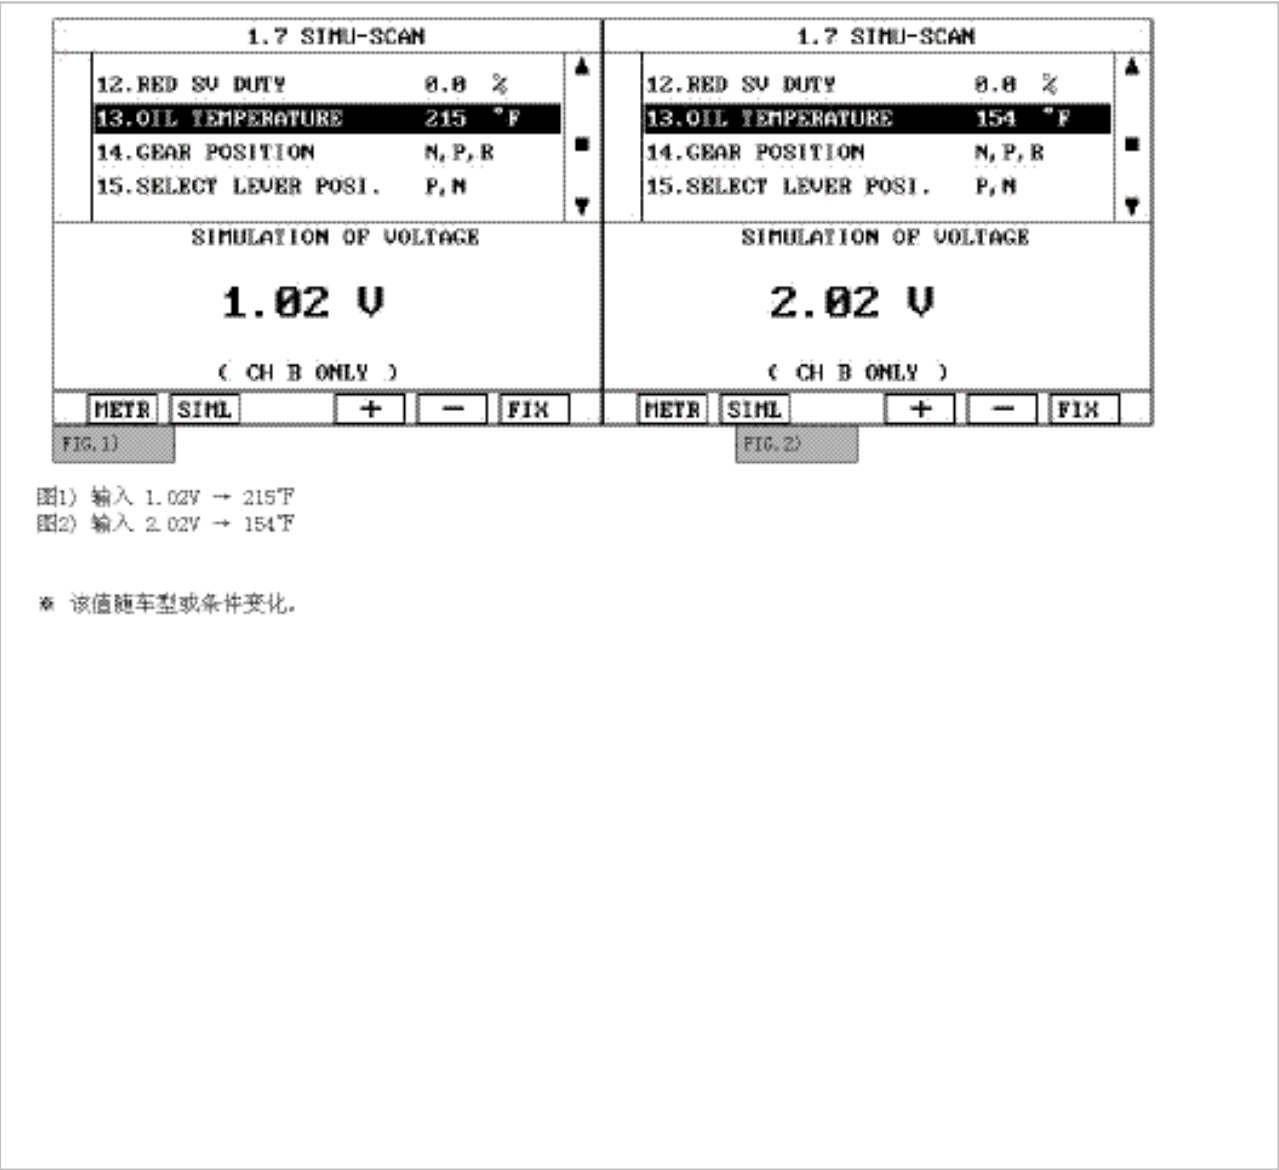 1.7 SIMU-SCAN
12.RED SV DUTY 0.0 %
13.OIL TEMPERATURE 215 °F
14.GEAR POSITION N,P,R
15.SELECT LEVER POSI. P,N
SIMULATION OF VOLTAGE
1.02 V
( CH B ONLY )
METR SIML + - FIX
FIG.1)
1.7 SIMU-SCAN
12.RED SV DUTY 0.0 %
13.OIL TEMPERATURE 154 °F
14.GEAR POSITION N,P,R
15.SELECT LEVER POSI. P,N
SIMULATION OF VOLTAGE
2.02 V
( CH B ONLY )
METR SIML + - FIX
FIG.2)
图1) 输入 1.02V → 215℉
图2) 输入 2.02V → 154℉
※ 该值随车型或条件变化.